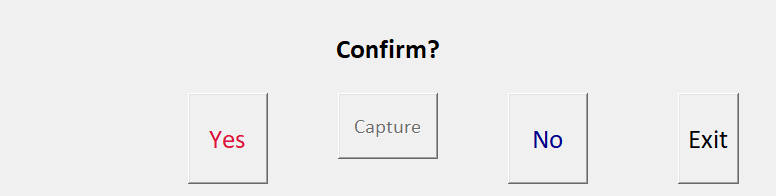 Confirm?
Yes
Capture
No
Exit